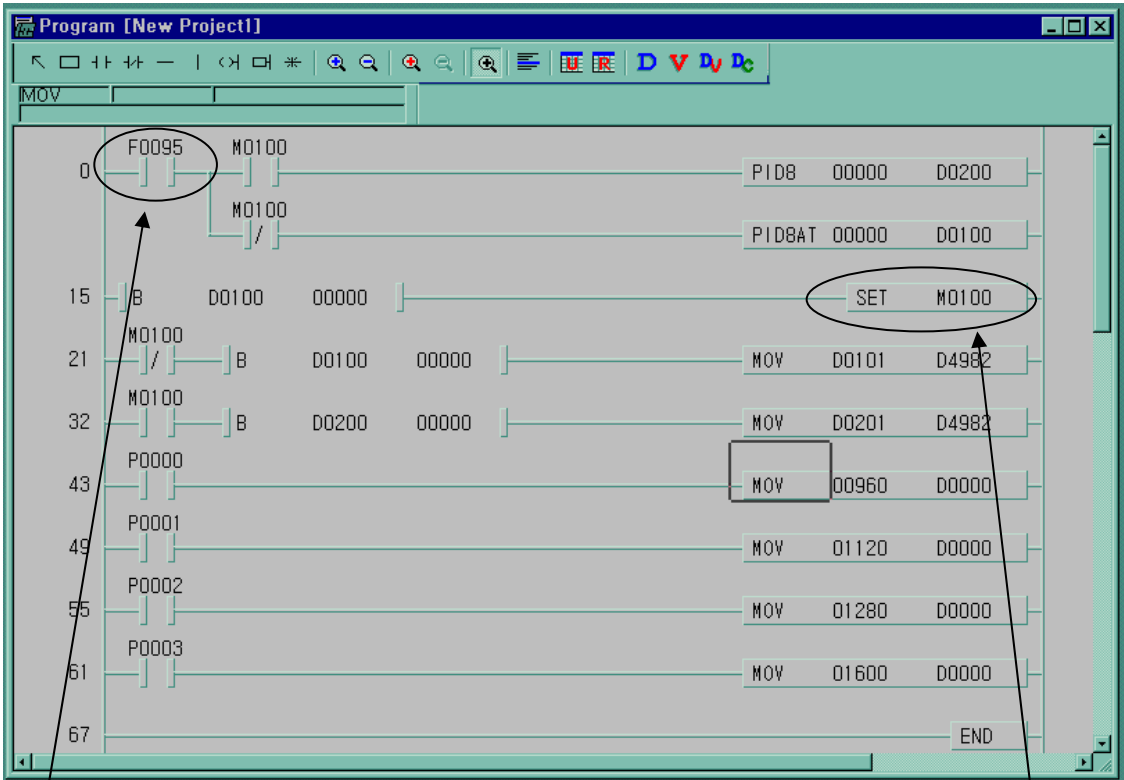 Program [New Project1]
U R D V DV DC
MOV
F0095 M0100
0 PID8 00000 D0200
M0100
/ PID8AT 00000 D0100
15 B D0100 00000 SET M0100
M0100
21 / B D0100 00000 MOV D0101 D4982
M0100
32 B D0200 00000 MOV D0201 D4982
P0000
43 MOV 00960 D0000
P0001
49 MOV 01120 D0000
P0002
55 MOV 01280 D0000
P0003
61 MOV 01600 D0000
67 END